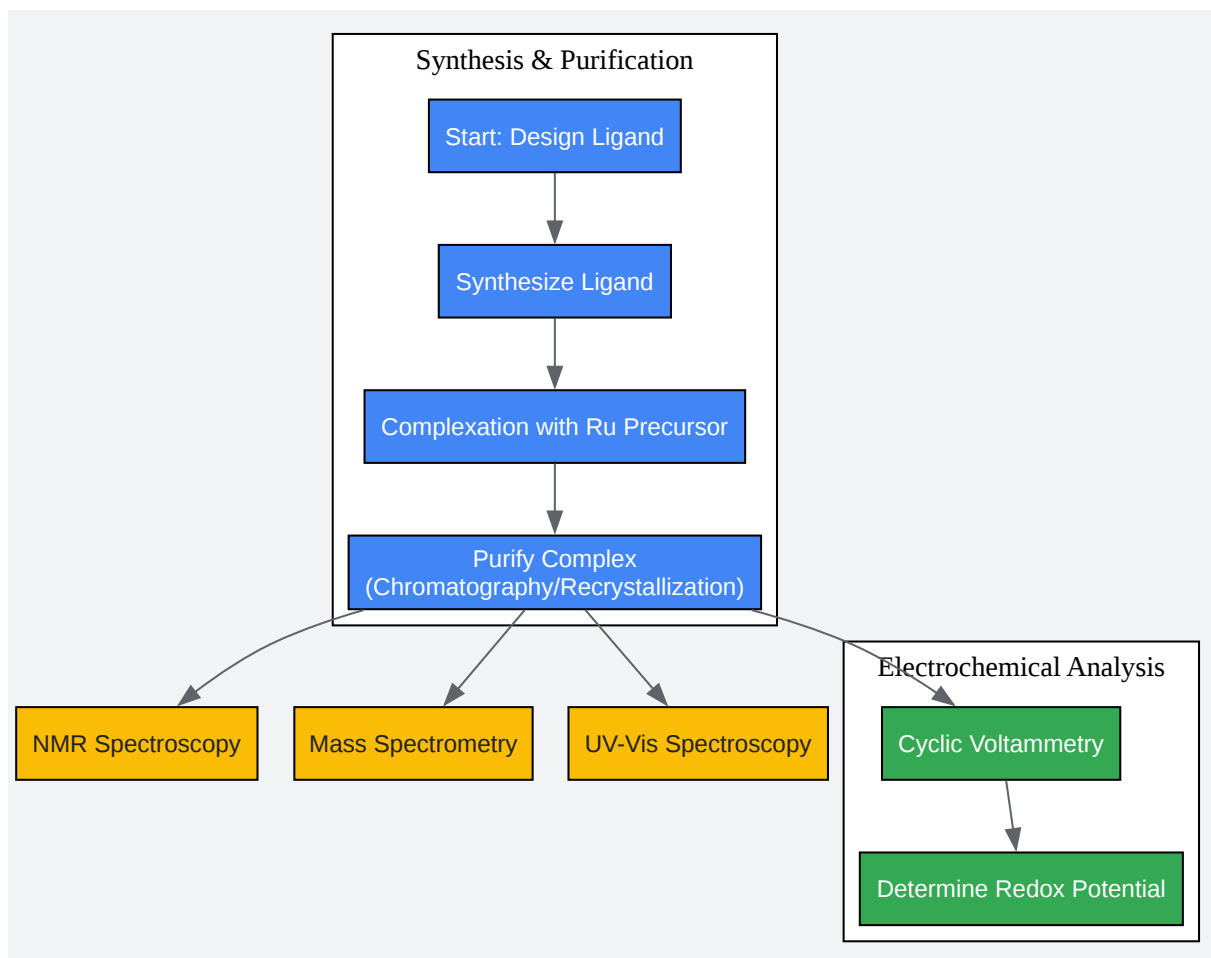 Synthesis & Purification
Start: Design Ligand
Synthesize Ligand
Complexation with Ru Precursor
Purify Complex
(Chromatography/Recrystallization)
Electrochemical Analysis
NMR Spectroscopy
Mass Spectrometry
UV-Vis Spectroscopy
Cyclic Voltammetry
Determine Redox Potential